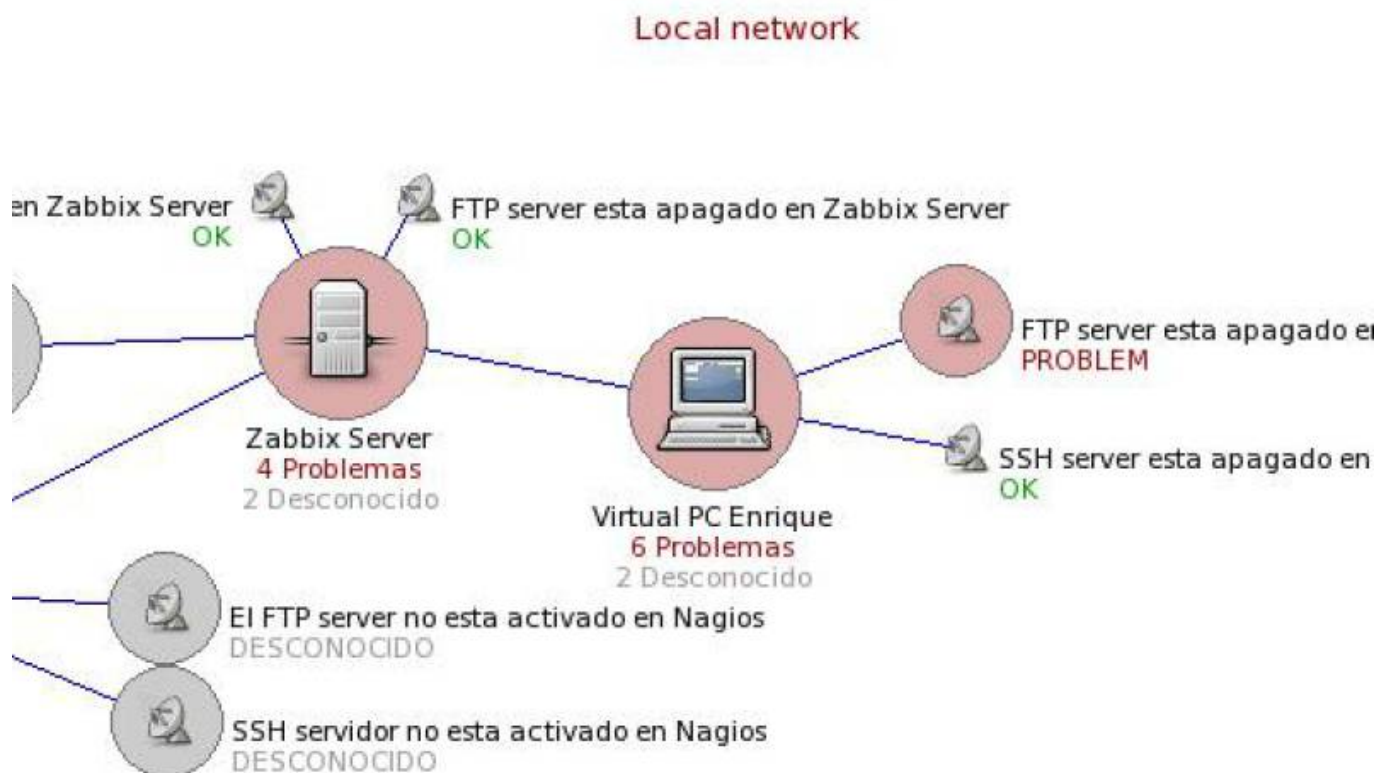 Local network
en Zabbix Server
OK
FTP server esta apagado en Zabbix Server
OK
FTP server esta apagado
PROBLEM
Zabbix Server
4 Problemas
2 Desconocido
SSH server esta apagado en
OK
Virtual PC Enrique
6 Problemas
2 Desconocido
El FTP server no esta activado en Nagios
DESCONOCIDO
SSH servidor no esta activado en Nagios
DESCONOCIDO